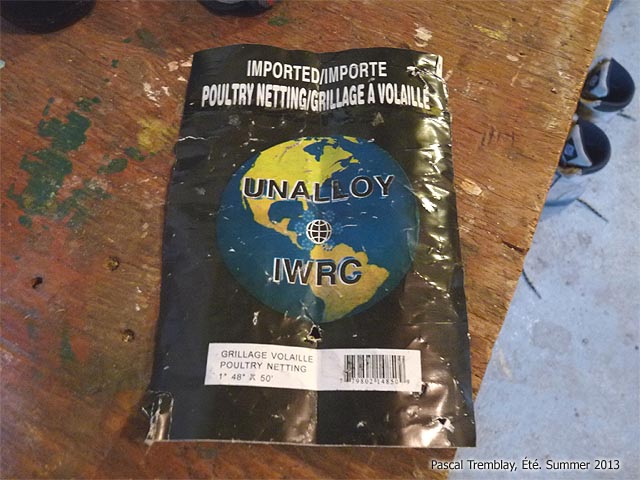 IMPORTED/IMPORTE
POULTRY NETTING/GRILLAGE À VOLAILLE
UNALLOY
IWRC
GRILLAGE VOLAILLE
POULTRY NETTING
1" 48" X 50'
Pascal Tremblay, Été. Summer 2013